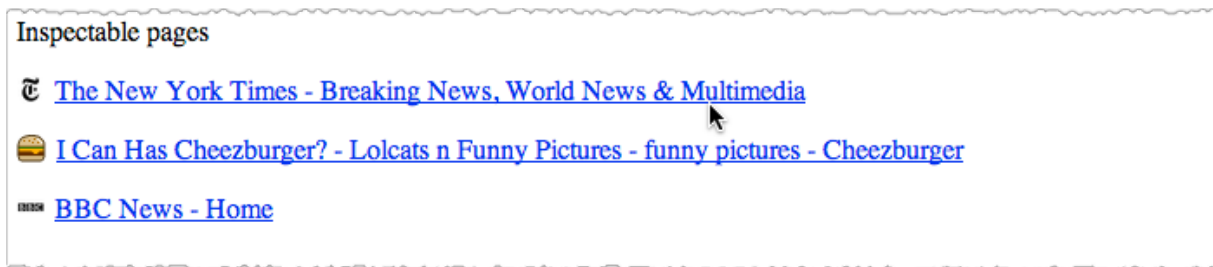 Inspectable pages
The New York Times - Breaking News, World News & Multimedia
I Can Has Cheezburger? - Lolcats n Funny Pictures - funny pictures - Cheezburger
BBC News - Home